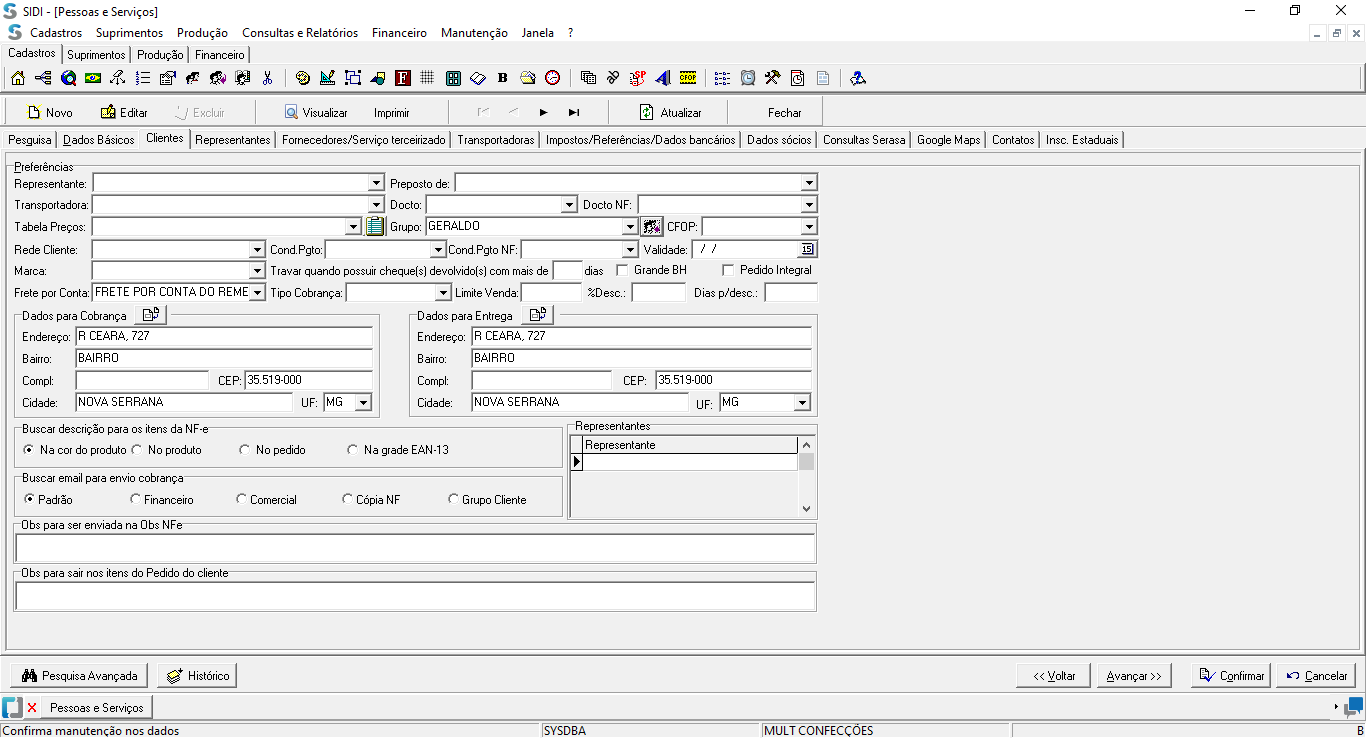 SIDI - [Pessoas e Serviços]
Cadastros Suprimentos Produção Consultas e Relatórios Financeiro Manutenção Janela ?
Cadastros Suprimentos Produção Financeiro
Novo Editar Excluir Visualizar Imprimir Atualizar Fechar
Pesquisa Dados Básicos Clientes Representantes Fornecedores/Serviço terceirizado Transportadoras Impostos/Referências/Dados bancários Dados sócios Consultas Serasa Google Maps Contatos Insc. Estaduais
Preferências
Representante: Preposto de:
Transportadora: Docto: Docto NF:
Tabela Preços: Grupo: GERALDO CFOP:
Rede Cliente: Cond.Pgto: Cond.Pgto NF: Validade: / / 15
Marca: Travar quando possuir cheque(s) devolvido(s) com mais de dias Grande BH Pedido Integral
Frete por Conta: FRETE POR CONTA DO REME Tipo Cobrança: Limite Venda: %Desc.: Dias p/desc.:
Dados para Cobrança Dados para Entrega
Endereço: R CEARA, 727 Endereço: R CEARA, 727
Bairro: BAIRRO Bairro: BAIRRO
Compl: CEP: 35.519-000 Compl: CEP: 35.519-000
Cidade: NOVA SERRANA UF: MG Cidade: NOVA SERRANA UF: MG
Buscar descrição para os itens da NF-e Representantes
Na cor do produto No produto No pedido Na grade EAN-13 Representante
Buscar email para envio cobrança
Padrão Financeiro Comercial Cópia NF Grupo Cliente
Obs para ser enviada na Obs NFe
Obs para sair nos itens do Pedido do cliente
Pesquisa Avançada Histórico << Voltar Avançar >> Confirmar Cancelar
Pessoas e Serviços
Confirma manutenção nos dados SYSDBA MULT CONFECÇÕES B